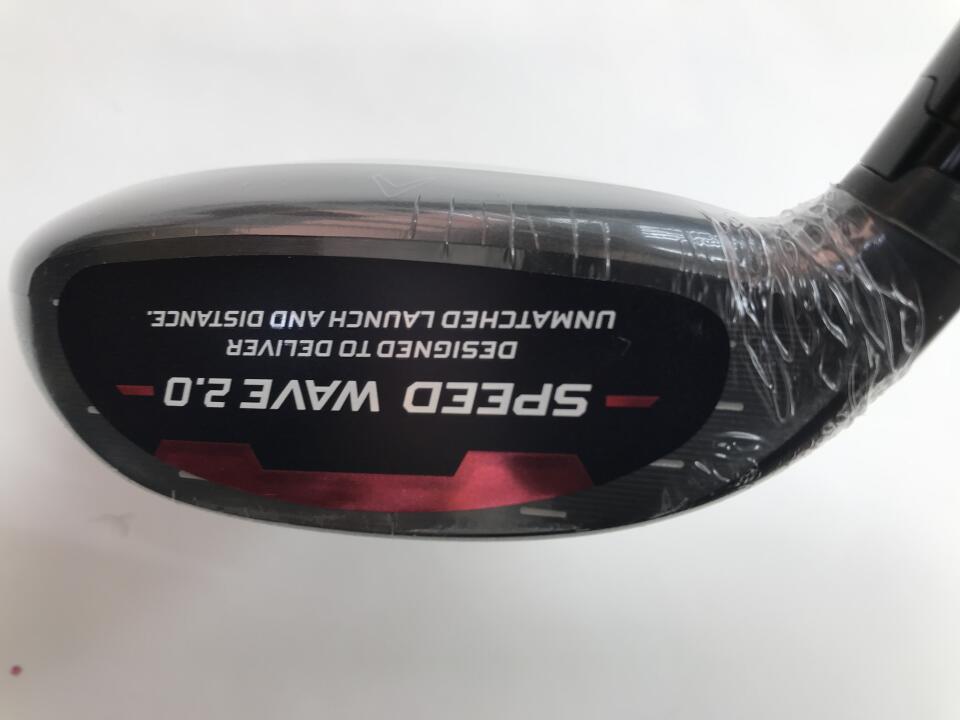 SPEED WAVE 2.0
DESIGNED TO DELIVER
UNMATCHED LAUNCH AND DISTANCE.